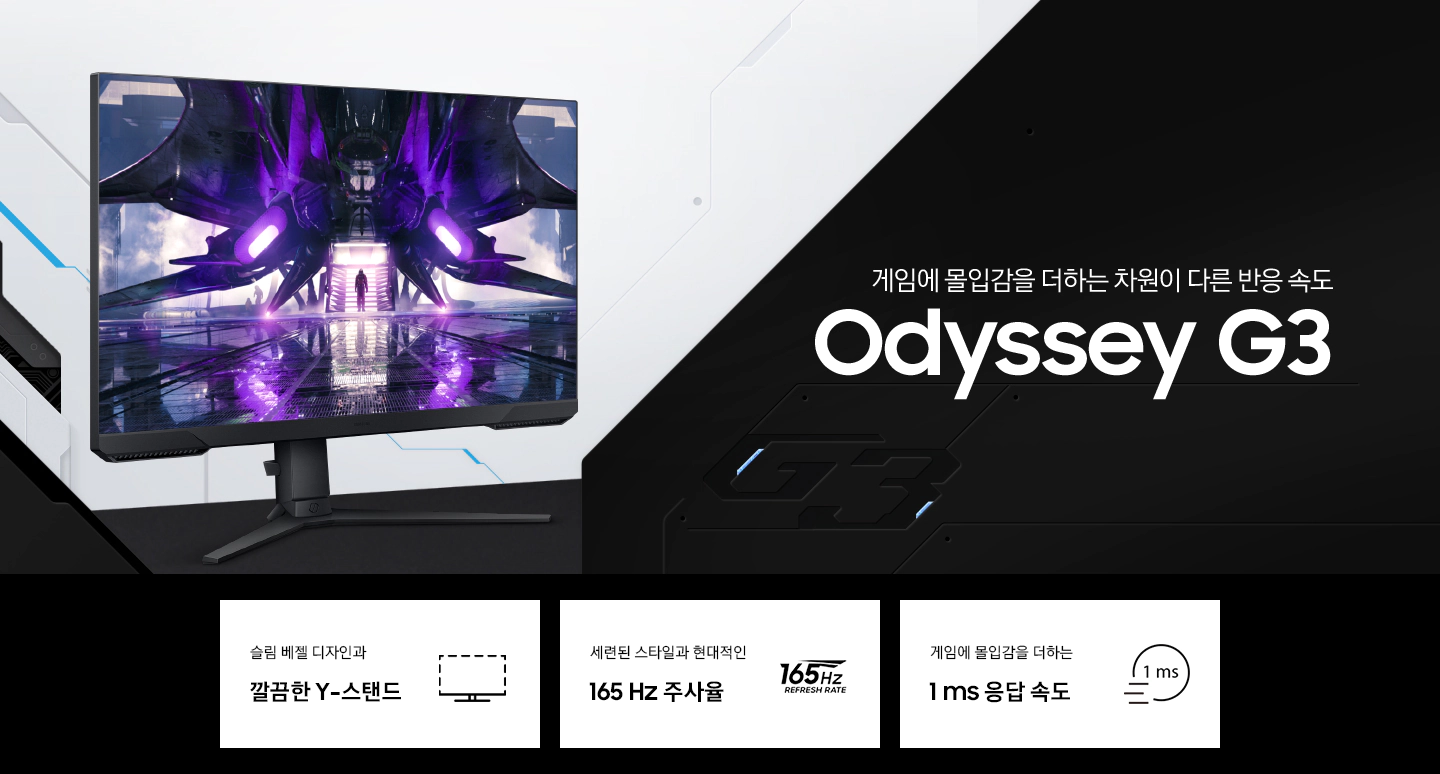 게임에 몰입감을 더하는 차원이 다른 반응 속도
Odyssey G3
G3
슬림 베젤 디자인과
깔끔한 Y-스탠드
세련된 스타일과 현대적인
165 Hz 주사율
165Hz
REFRESH RATE
게임에 몰입감을 더하는
1 ms 응답 속도
1 ms